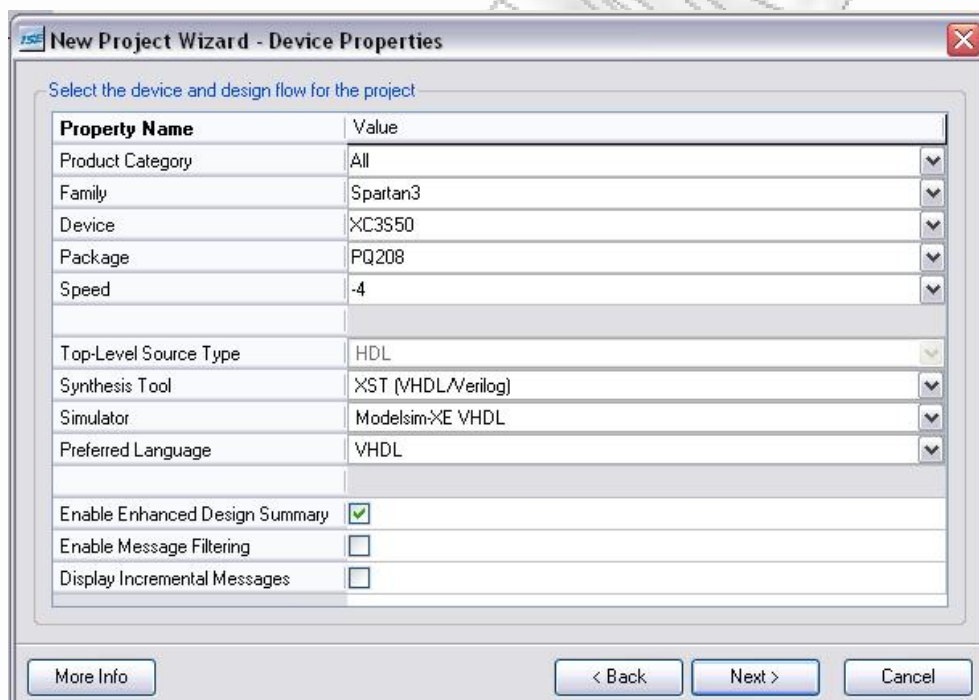 ISE New Project Wizard - Device Properties
Select the device and design flow for the project
Property Name Value
Product Category All
Family Spartan3
Device XC3S50
Package PQ208
Speed -4
Top-Level Source Type HDL
Synthesis Tool XST (VHDL/Verilog)
Simulator Modelsim-XE VHDL
Preferred Language VHDL
Enable Enhanced Design Summary
Enable Message Filtering
Display Incremental Messages
More Info < Back Next > Cancel